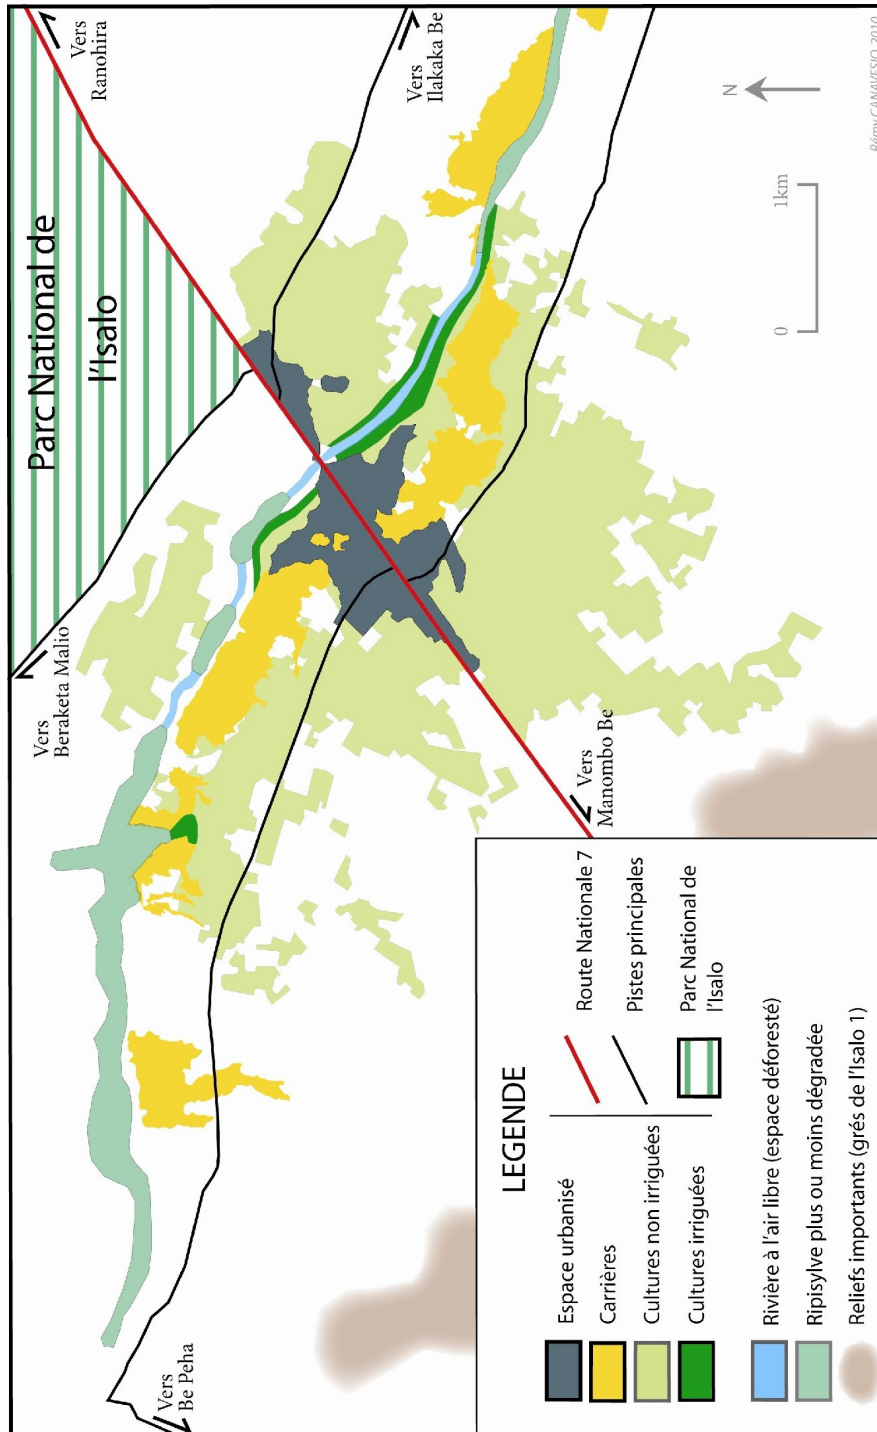 Parc National de
l'Isalo
Vers
Ranohira
Vers
Ilakaka Be
Vers
Beraketa Malio
Vers
Manombo Be
Vers
Be Peha
N
0
1km
Rémy CANAVESIO 2010
LEGENDE
Espace urbanisé
Carrières
Cultures non irriguées
Cultures irriguées
Rivière à l'air libre (espace déforesté)
Ripisylve plus ou moins dégradée
Reliefs importants (grés de l'Isalo 1)
Route Nationale 7
Pistes principales
Parc National de
l'Isalo